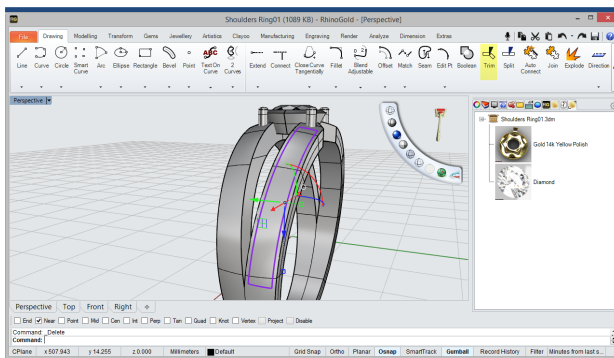 Shoulders Ring01 (1089 KB) - RhinoGold - [Perspective]
File Drawing Modelling Transform Gems Jewellery Artistics Clayoo Manufacturing Engraving Render Analyze Dimension Extras
Line Curve Circle Smart Curve Arc Ellipse Rectangle Bevel Point Text On Curve 2 Curves Extend Connect Close Curve Tangentially Fillet Blend Adjustable Offset Match Seam Edit Pt Boolean Trim Split Auto Connect Join Explode Direction
Perspective
Shoulders Ring01.3dm
Gold 14k Yellow Polish
Diamond
Perspective Top Front Right
End Near Point Mid Cen Int Perp Tan Quad Knot Vertex Project Disable
Command: _Delete
Command:
CPlane x 507.943 y 14.255 z 0.000 Millimeters Default Grid Snap Ortho Planar Osnap SmartTrack Gumball Record History Filter Minutes from last s...